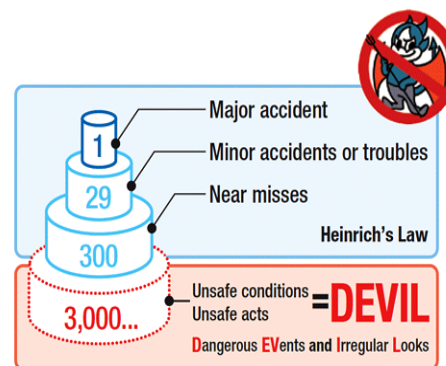 1
Major accident
29
Minor accidents or troubles
300
Near misses
Heinrich's Law
3,000...
Unsafe conditions
Unsafe acts
=DEVIL
Dangerous EVents and Irregular Looks